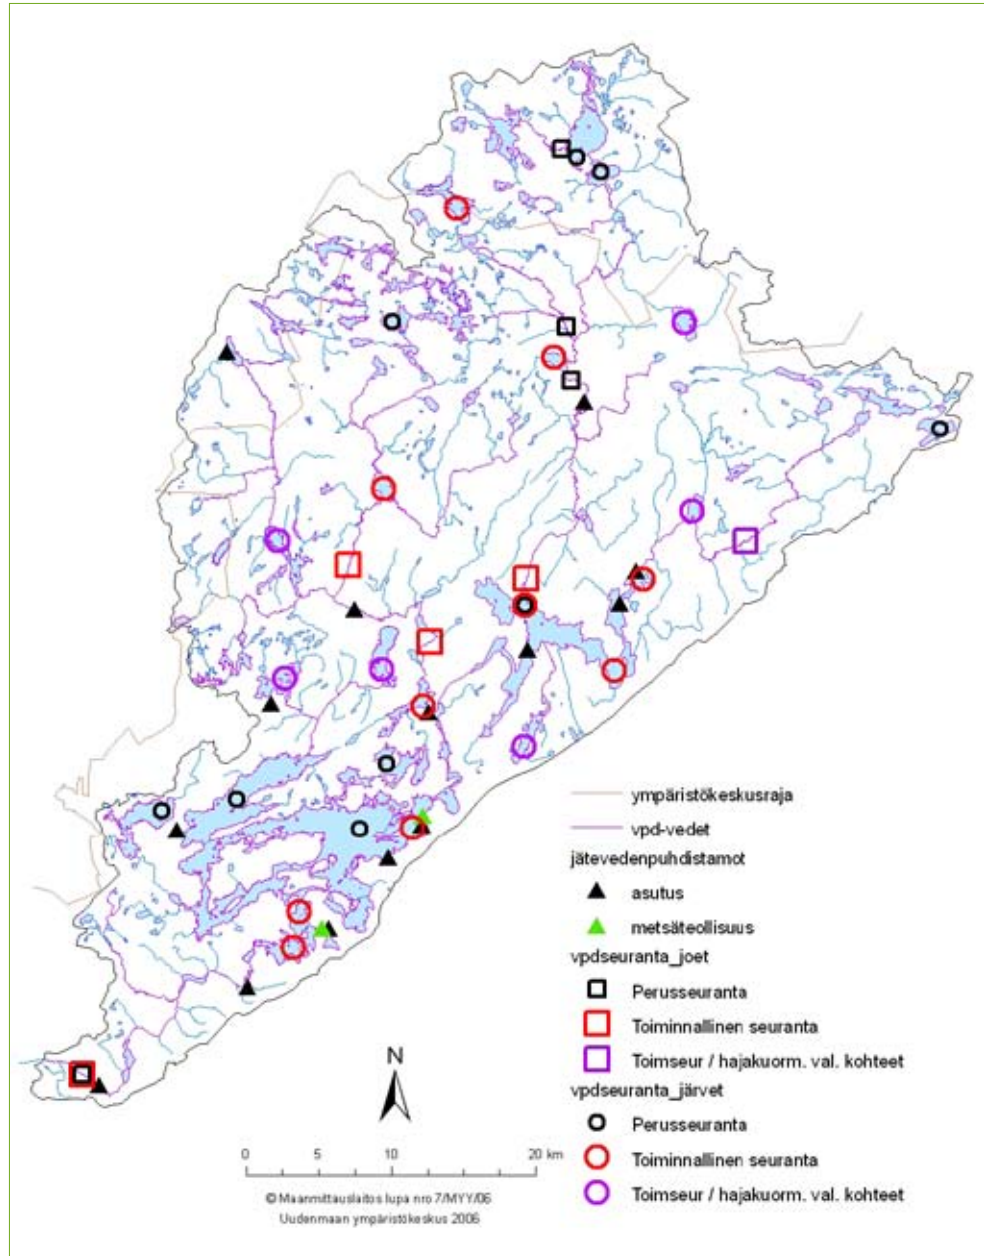 ympäristökeskusraja
vpd-vedet
jätevedenpuhdistamot
asutus
metsäteollisuus
vpdseuranta_joet
Perusseuranta
Toiminnallinen seuranta
Toimseur / hajakuorm. val. kohteet
vpdseuranta_järvet
Perusseuranta
Toiminnallinen seuranta
Toimseur / hajakuorm. val. kohteet
N
0 5 10 20 km
© Maanmittauslaitos lupa nro 7/MYY/06
Uudenmaan ympäristökeskus 2006